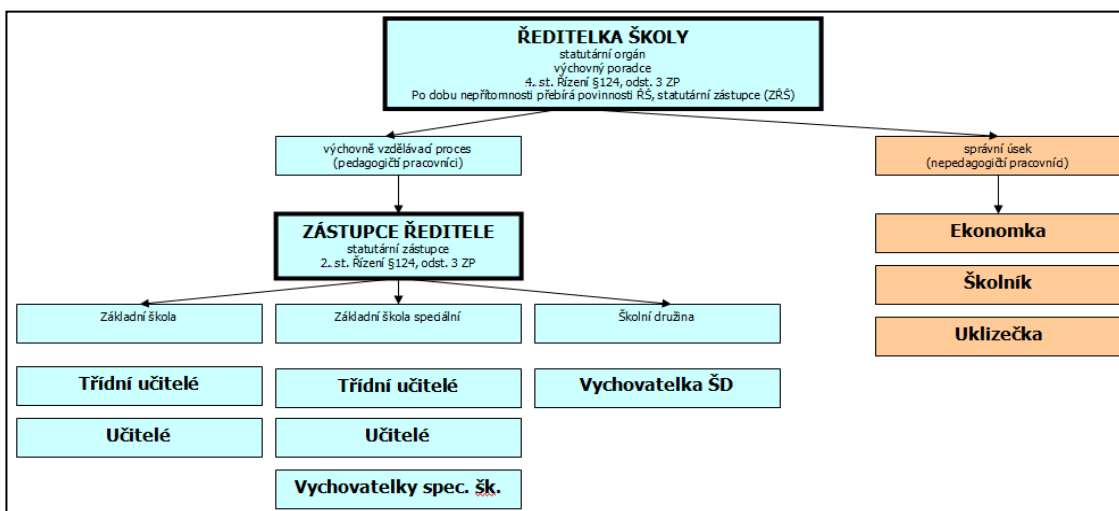 ŘEDITELKA ŠKOLY
statutární orgán
výchovný poradce
4. st. Řízení §124, odst. 3 ZP
Po dobu nepřítomnosti přebírá povinnosti ŘŠ, statutární zástupce (ZŘŠ)
výchovně vzdělávací proces
(pedagogičtí pracovníci)
správní úsek
(nepedagogičtí pracovníci)
ZÁSTUPCE ŘEDITELE
statutární zástupce
2. st. Řízení §124, odst. 3 ZP
Ekonomka
Školník
Uklizečka
Základní škola
Základní škola speciální
Školní družina
Třídní učitelé
Třídní učitelé
Vychovatelka ŠD
Učitelé
Učitelé
Vychovatelky spec. šk.